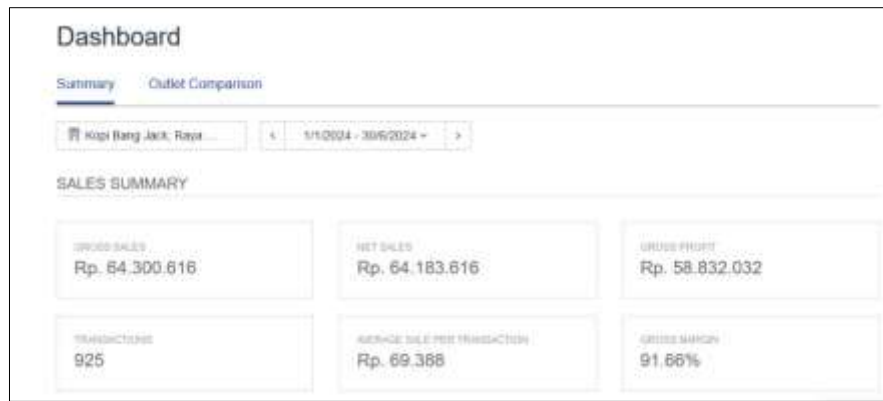 Dashboard
Summary Outlet Comparison
Kopi Bang Jack, Raya ... 1/1/2024 - 30/6/2024
SALES SUMMARY
GROSS SALES NET SALES GROSS PROFIT
Rp. 64.300.616 Rp. 64.183.616 Rp. 58.832.032
TRANSACTIONS AVERAGE SALE PER TRANSACTION GROSS MARGIN
925 Rp. 69.388 91.66%